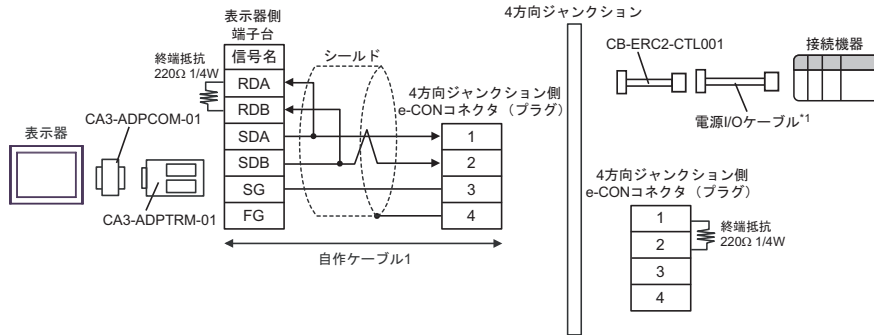 4方向ジャンクション
表示器側
端子台
信号名
RDA
RDB
SDA
SDB
SG
FG
終端抵抗
220Ω 1/4W
シールド
4方向ジャンクション側
e-CONコネクタ（プラグ）
1
2
3
4
表示器
CA3-ADPCOM-01
CA3-ADPTRM-01
自作ケーブル1
CB-ERC2-CTL001
接続機器
電源I/Oケーブル*1
4方向ジャンクション側
e-CONコネクタ（プラグ）
1
2
3
4
終端抵抗
220Ω 1/4W